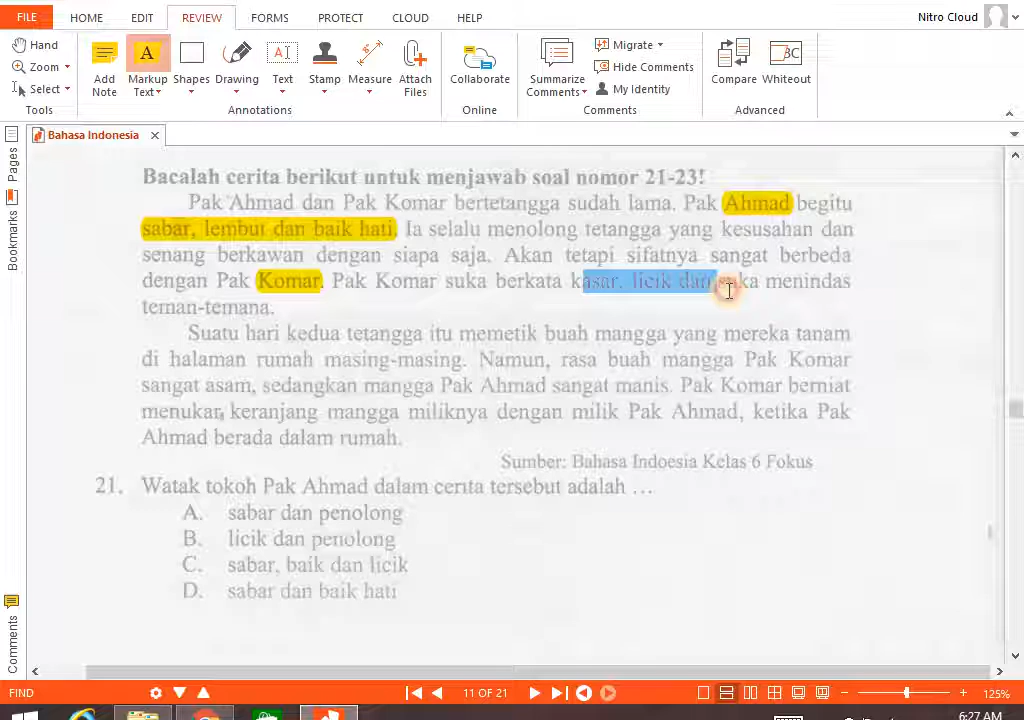 FILE HOME EDIT REVIEW FORMS PROTECT CLOUD HELP Nitro Cloud
Hand
Zoom
Select
Tools
Add Note
Markup Text
Shapes
Drawing
Text
Stamp
Measure
Attach Files
Annotations
Collaborate
Online
Summarize Comments
Migrate
Hide Comments
My Identity
Comments
Compare
Whiteout
Advanced
Bahasa Indonesia
Pages
Bookmarks
Comments
Bacalah cerita berikut untuk menjawab soal nomor 21-23!
Pak Ahmad dan Pak Komar bertetangga sudah lama. Pak Ahmad begitu
sabar, lembut dan baik hati. Ia selalu menolong tetangga yang kesusahan dan
senang berkawan dengan siapa saja. Akan tetapi sifatnya sangat berbeda
dengan Pak Komar. Pak Komar suka berkata kasar, licik dan suka menindas
teman-temana.
Suatu hari kedua tetangga itu memetik buah mangga yang mereka tanam
di halaman rumah masing-masing. Namun, rasa buah mangga Pak Komar
sangat asam, sedangkan mangga Pak Ahmad sangat manis. Pak Komar berniat
menukar keranjang mangga miliknya dengan milik Pak Ahmad, ketika Pak
Ahmad berada dalam rumah.
Sumber: Bahasa Indoesia Kelas 6 Fokus
21. Watak tokoh Pak Ahmad dalam cerita tersebut adalah ...
A. sabar dan penolong
B. licik dan penolong
C. sabar, baik dan licik
D. sabar dan baik hati
FIND
11 OF 21
125%
6:27 AM